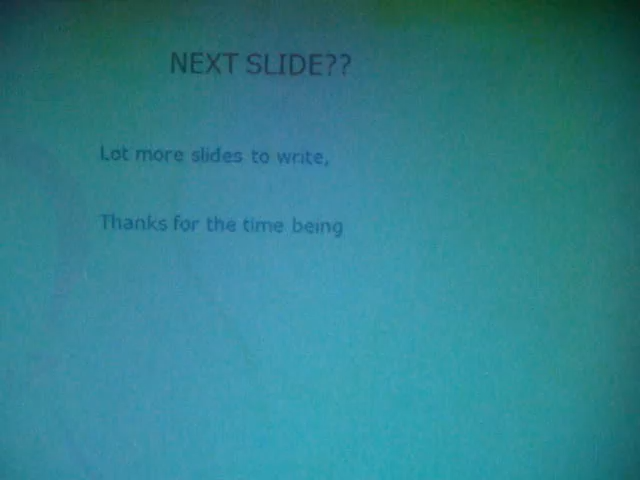 NEXT SLIDE??
Lot more slides to write,
Thanks for the time being